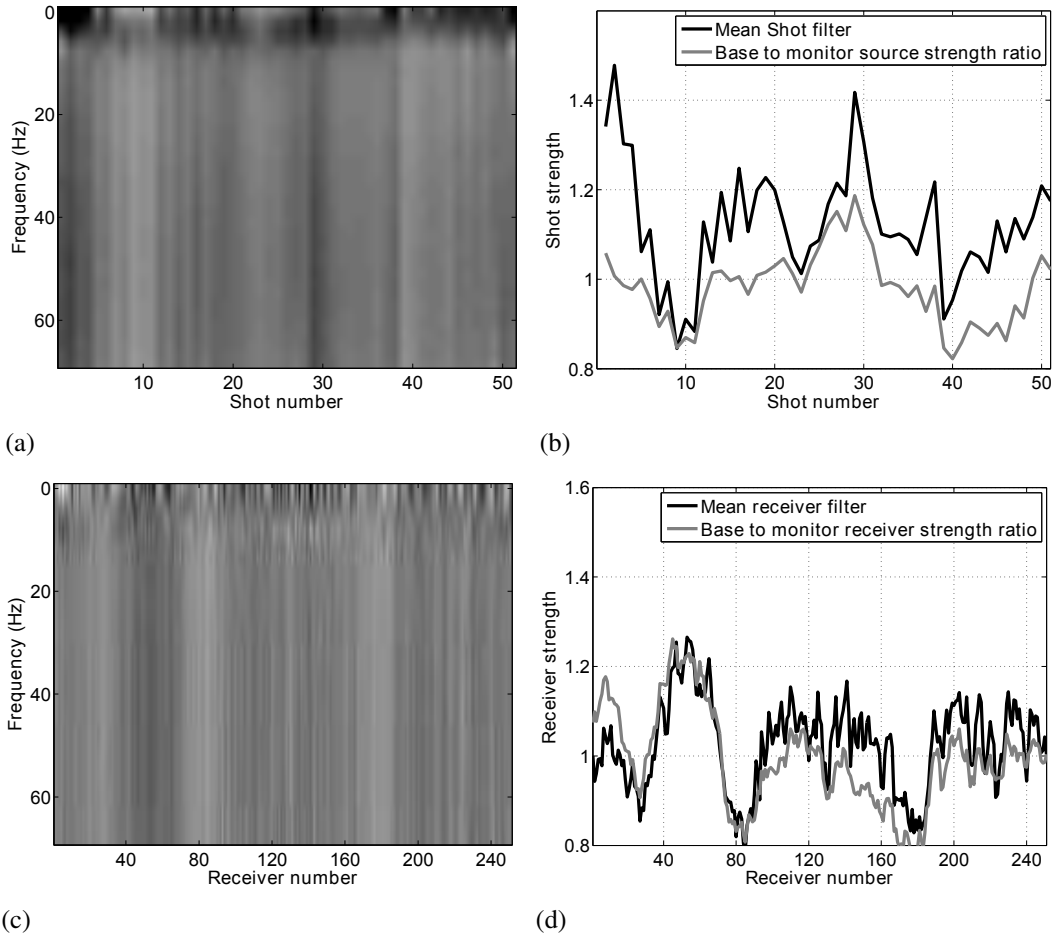 0
20
40
60
Frequency (Hz)
10
20
30
40
50
Shot number
(a)
Mean Shot filter
Base to monitor source strength ratio
1.4
1.2
1
0.8
Shot strength
10
20
30
40
50
Shot number
(b)
0
20
40
60
Frequency (Hz)
40
80
120
160
200
240
Receiver number
(c)
Mean receiver filter
Base to monitor receiver strength ratio
1.6
1.4
1.2
1
0.8
Receiver strength
40
80
120
160
200
240
Receiver number
(d)